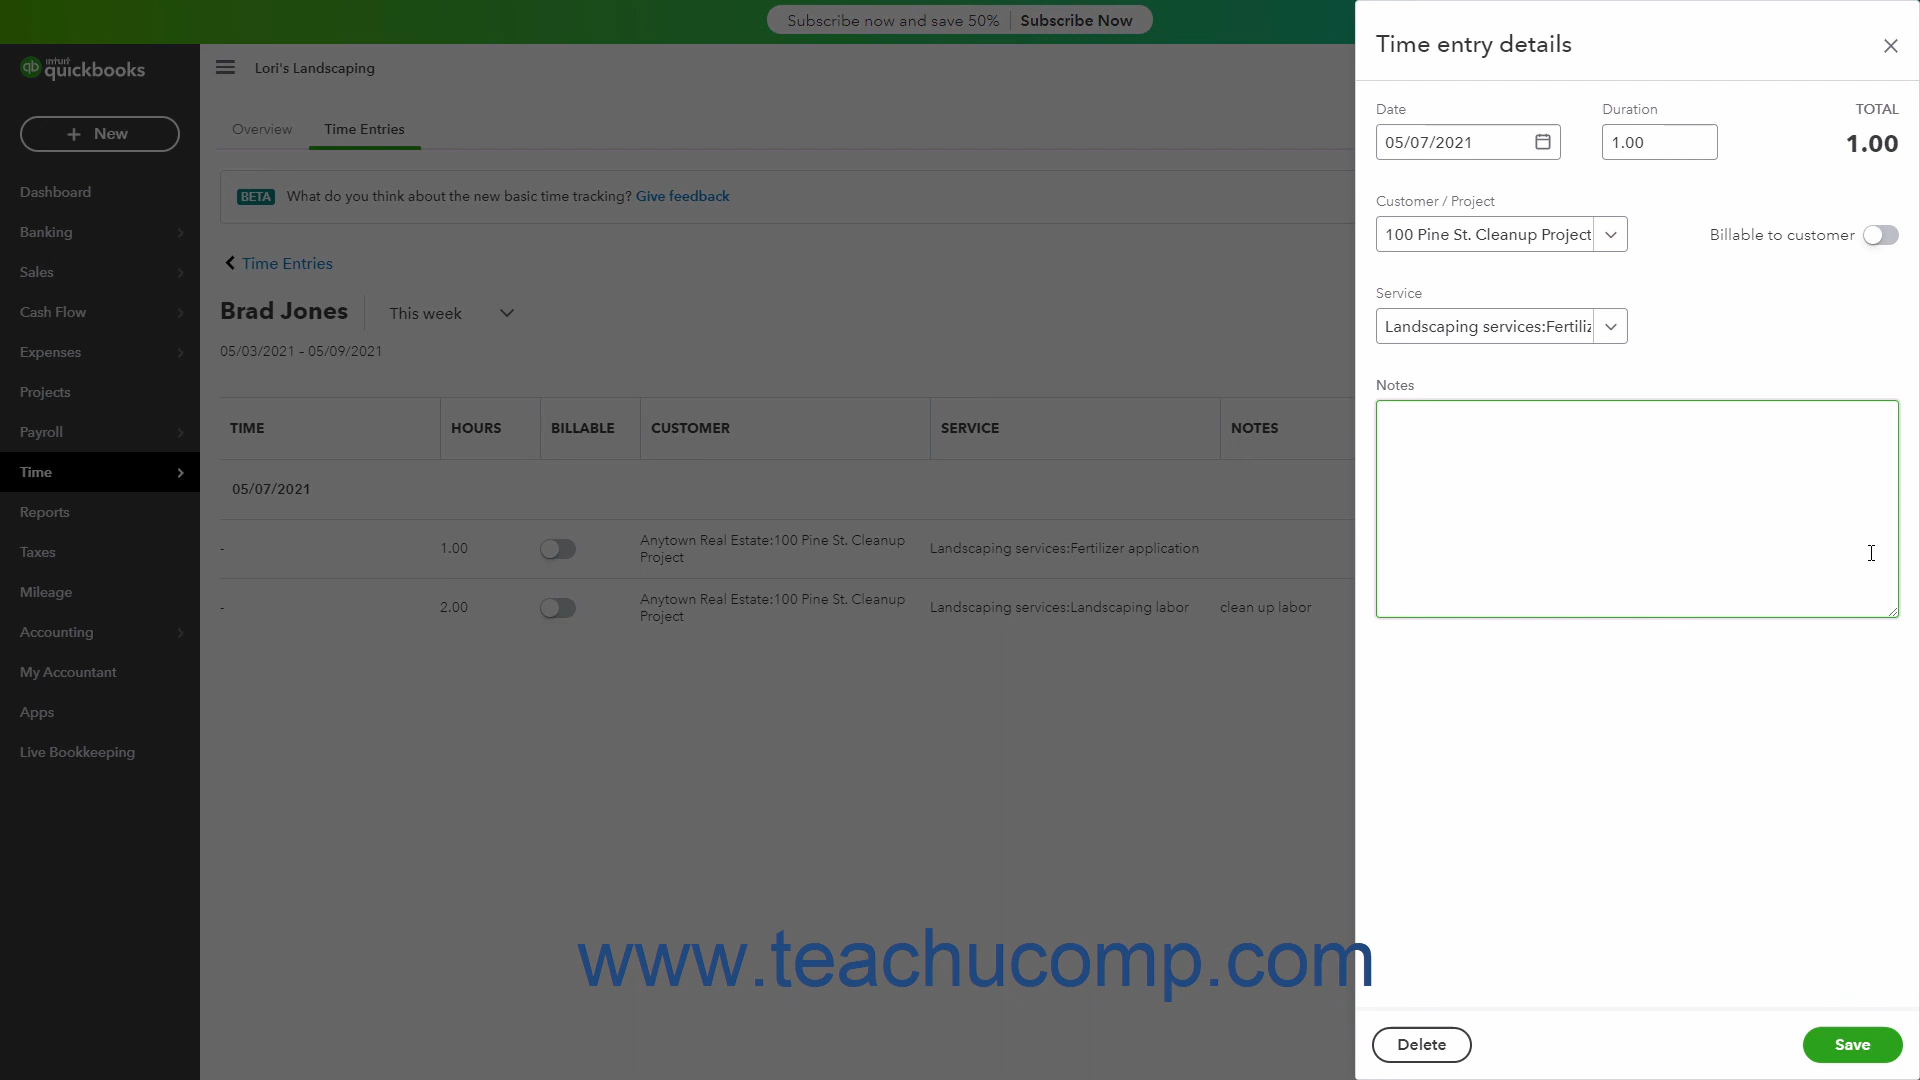 Subscribe now and save 50% Subscribe Now
intuit
qb quickbooks
Lori's Landscaping
New
Dashboard
Banking
Sales
Cash Flow
Expenses
Projects
Payroll
Time
Reports
Taxes
Mileage
Accounting
My Accountant
Apps
Live Bookkeeping
Overview Time Entries
BETA What do you think about the new basic time tracking? Give feedback
Time Entries
Brad Jones This week
05/03/2021 - 05/09/2021
TIME HOURS BILLABLE CUSTOMER SERVICE NOTES
05/07/2021
- 1.00 Anytown Real Estate:100 Pine St. Cleanup Landscaping services:Fertilizer application
Project
- 2.00 Anytown Real Estate:100 Pine St. Cleanup Landscaping services:Landscaping labor clean up labor
Project
Time entry details
Date Duration TOTAL
05/07/2021 1.00 1.00
Customer / Project
100 Pine St. Cleanup Project Billable to customer
Service
Landscaping services:Fertiliz
Notes
Delete Save
www.teachucomp.com